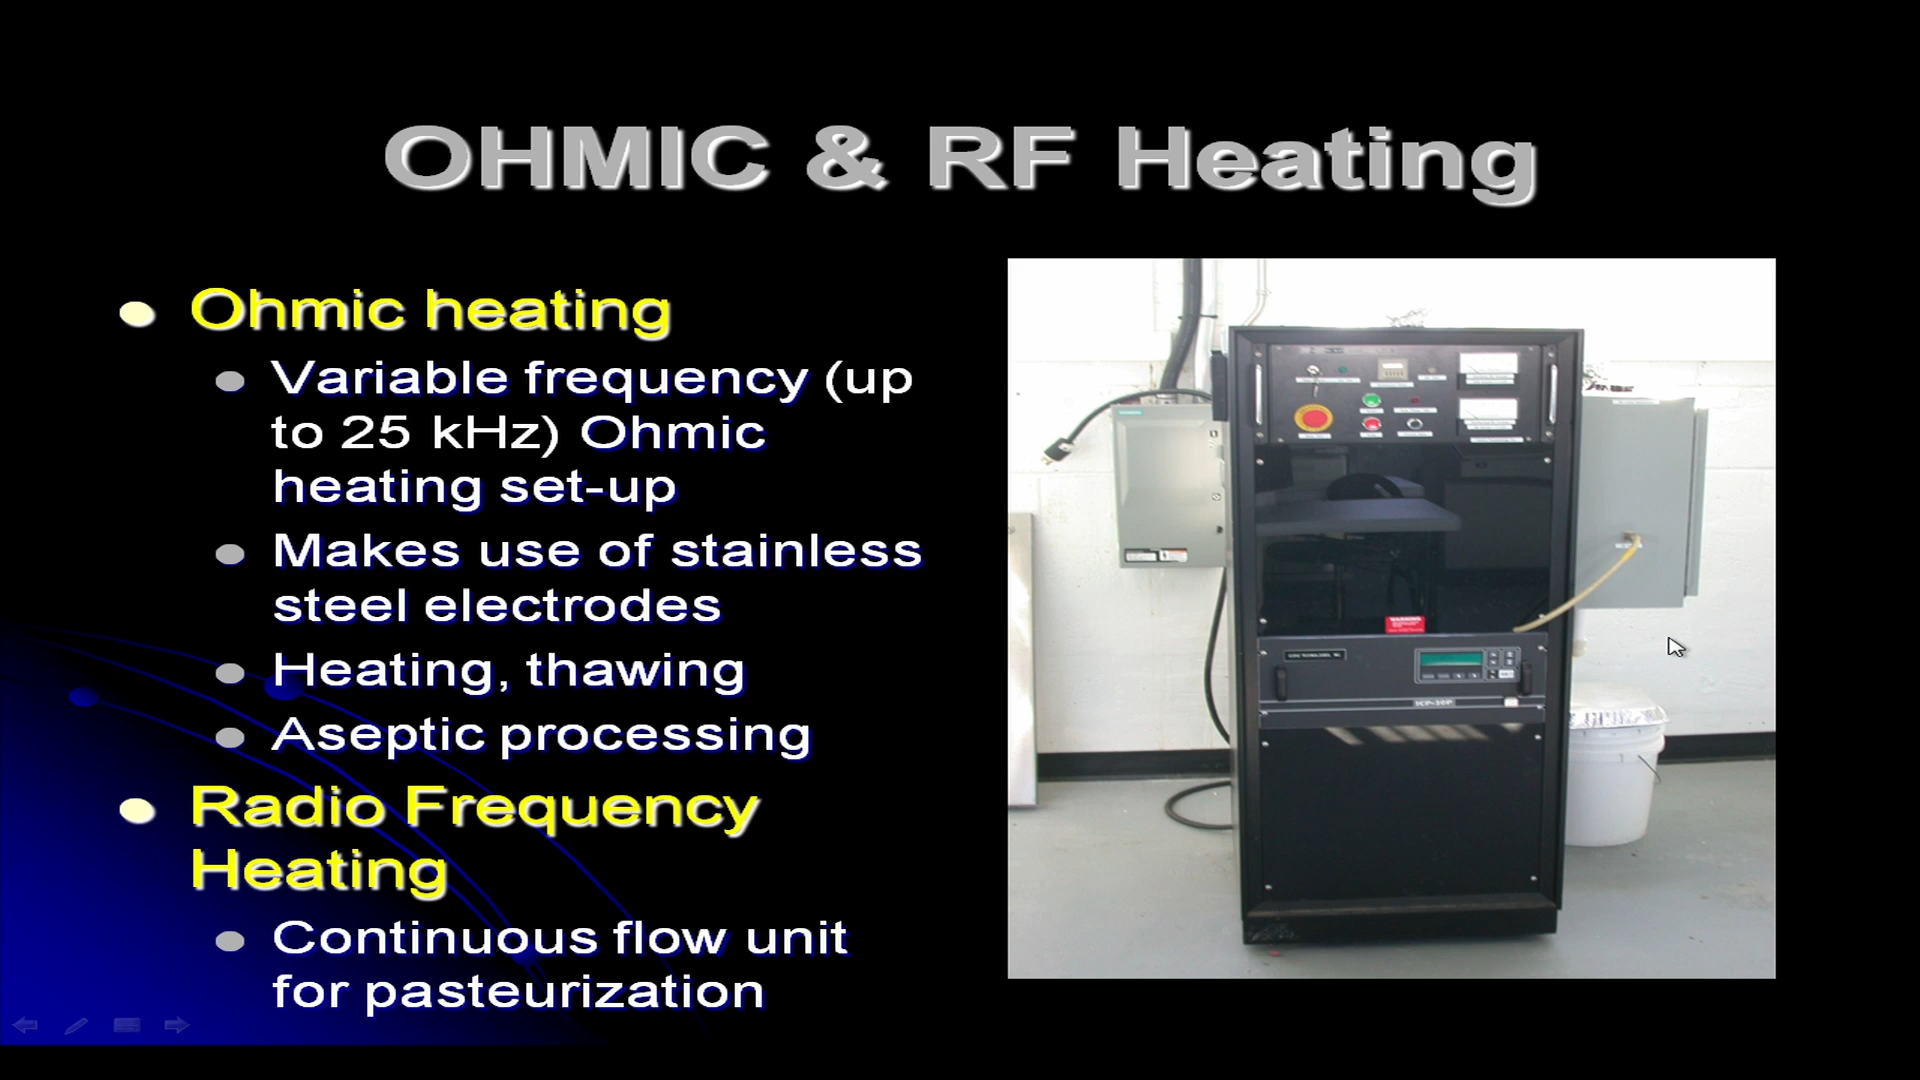 OHMIC & RF Heating
Ohmic heating
Variable frequency (up
to 25 kHz) Ohmic
heating set-up
Makes use of stainless
steel electrodes
Heating, thawing
Aseptic processing
Radio Frequency
Heating
Continuous flow unit
for pasteurization
WARNING